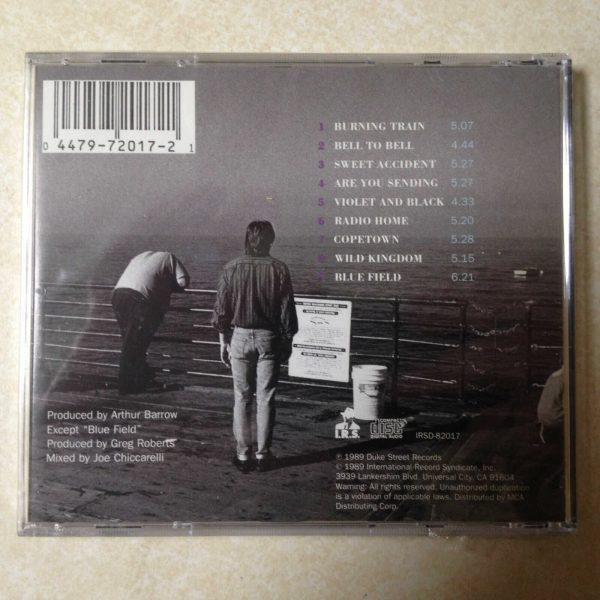 0 4479-72017-2 1
1 BURNING TRAIN 5.07
2 BELL TO BELL 4.44
3 SWEET ACCIDENT 5.27
4 ARE YOU SENDING 5.27
5 VIOLET AND BLACK 4.33
6 RADIO HOME 5.20
7 COPETOWN 5.28
8 WILD KINGDOM 5.15
9 BLUE FIELD 6.21
Produced by Arthur Barrow
Except "Blue Field"
Produced by Greg Roberts
Mixed by Joe Chiccarelli
I.R.S.
COMPACT
disc
DIGITAL AUDIO
IRSD-82017
℗ 1989 Duke Street Records
© 1989 International Record Syndicate, Inc.
3939 Lankershim Blvd. Universal City, CA 91604
Warning: All rights reserved. Unauthorized duplication
is a violation of applicable laws. Distributed by MCA
Distributing Corp.